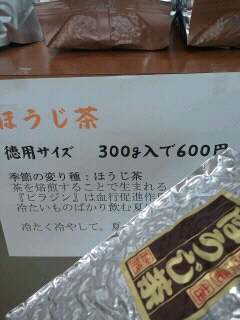 ほうじ茶
徳用サイズ 300g入で600円
季節の変り種：ほうじ茶
茶を焙煎することで生まれる
『ピラジン』は血行促進作用
冷たいものばかり飲む夏
冷たく冷やして。夏
ほうじ茶